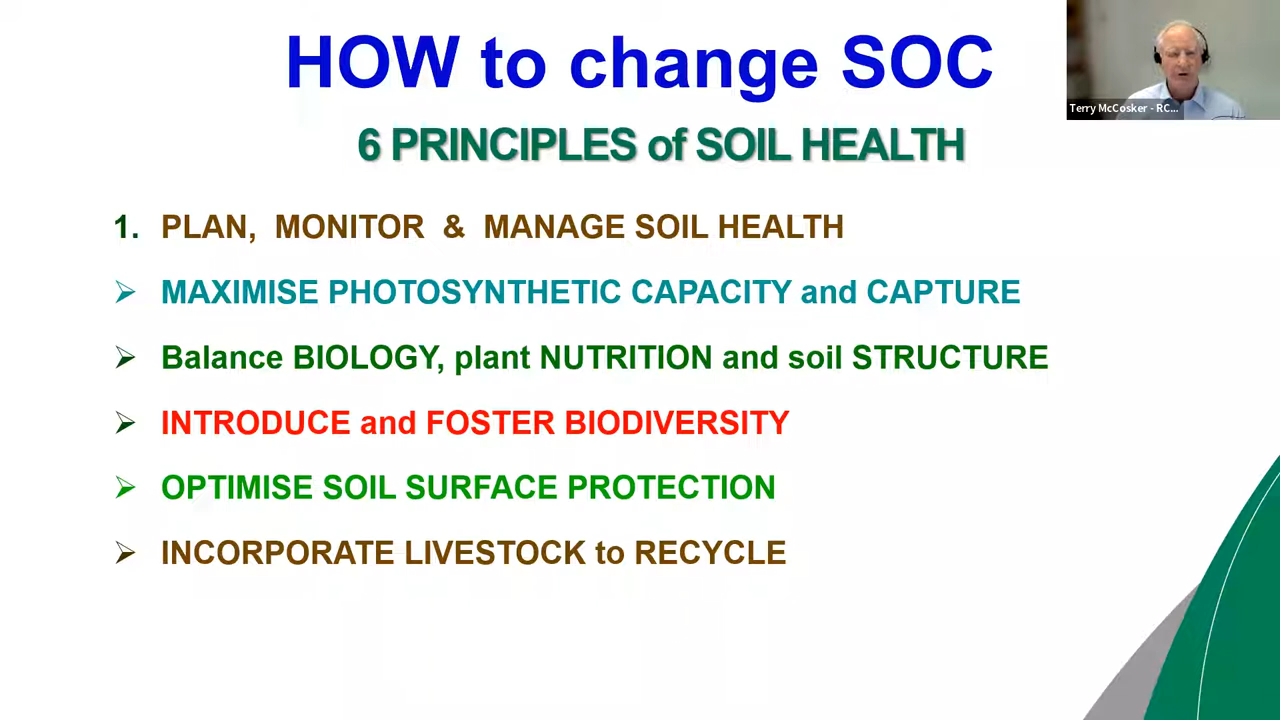 HOW to change SOC
Terry McCosker - RC...
6 PRINCIPLES of SOIL HEALTH
1. PLAN, MONITOR & MANAGE SOIL HEALTH
➢ MAXIMISE PHOTOSYNTHETIC CAPACITY and CAPTURE
➢ Balance BIOLOGY, plant NUTRITION and soil STRUCTURE
➢ INTRODUCE and FOSTER BIODIVERSITY
➢ OPTIMISE SOIL SURFACE PROTECTION
➢ INCORPORATE LIVESTOCK to RECYCLE